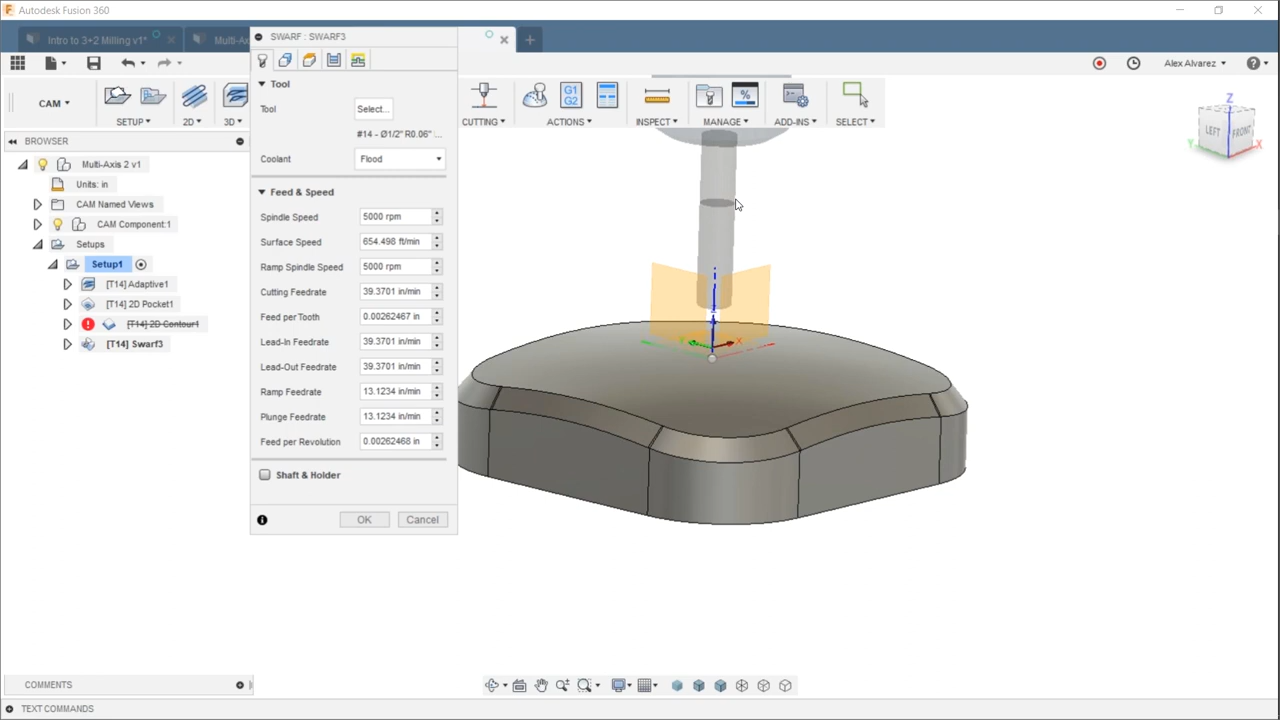 Autodesk Fusion 360
Intro to 3+2 Milling v1*
Multi-Ax
SWARF : SWARF3
Alex Alvarez
CAM
SETUP
2D
3D
CUTTING
ACTIONS
INSPECT
MANAGE
ADD-INS
SELECT
G1
G2
%
BROWSER
Multi-Axis 2 v1
Units: in
CAM Named Views
CAM Component:1
Setups
Setup1
[T14] Adaptive1
[T14] 2D Pocket1
[T14] 2D Contour1
[T14] Swarf3
Tool
Tool
Select...
#14 - Ø1/2" R0.06" ...
Coolant
Flood
Feed & Speed
Spindle Speed
5000 rpm
Surface Speed
654.498 ft/min
Ramp Spindle Speed
5000 rpm
Cutting Feedrate
39.3701 in/min
Feed per Tooth
0.00262467 in
Lead-In Feedrate
39.3701 in/min
Lead-Out Feedrate
39.3701 in/min
Ramp Feedrate
13.1234 in/min
Plunge Feedrate
13.1234 in/min
Feed per Revolution
0.00262468 in
Shaft & Holder
OK
Cancel
Z
LEFT
FRONT
Y
X
X
COMMENTS
TEXT COMMANDS